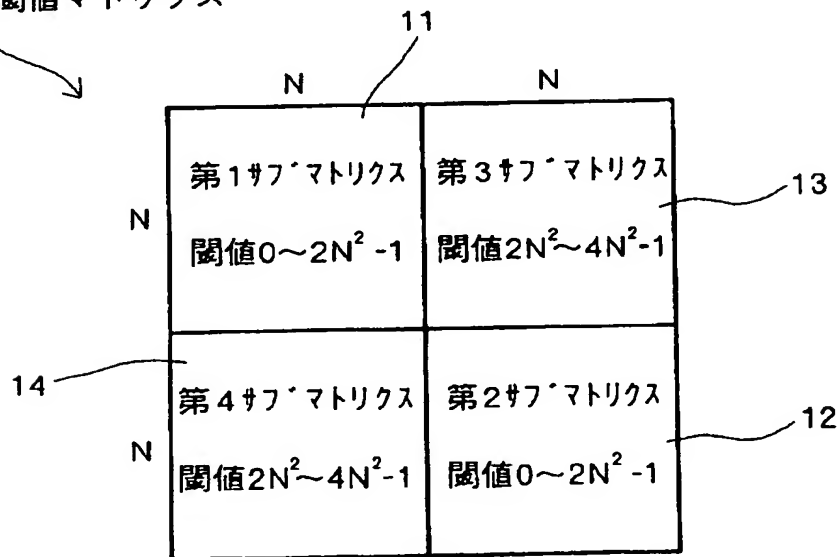 閾値マトリクス
11
N N
第1サブマトリクス 第3サブマトリクス
13
N
閾値0～2N²-1 閾値2N²～4N²-1
14
第4サブマトリクス 第2サブマトリクス
12
N
閾値2N²～4N²-1 閾値0～2N²-1